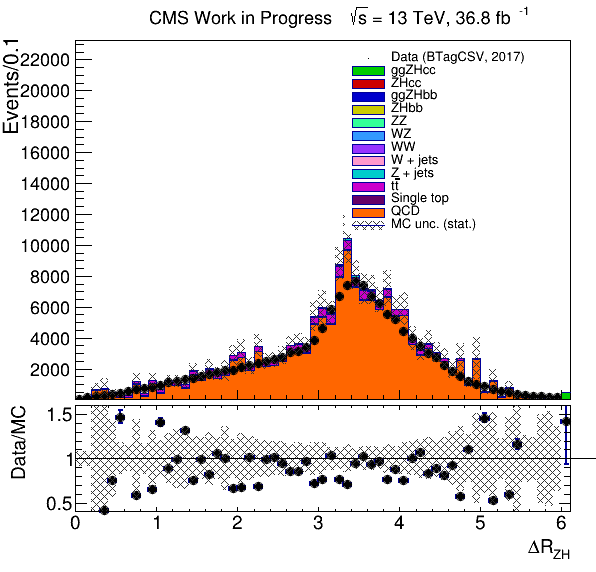 CMS Work in Progress √s = 13 TeV, 36.8 fb⁻¹
Events/0.1
22000
20000
18000
16000
14000
12000
10000
8000
6000
4000
2000
Data (BTagCSV, 2017)
ggZHcc
ZHcc
ggZHbb
ZHbb
ZZ
WZ
WW
W + jets
Z + jets
tt̅
Single top
QCD
MC unc. (stat.)
Data/MC
1.5
1
0.5
0 1 2 3 4 5 6
ΔR_ZH